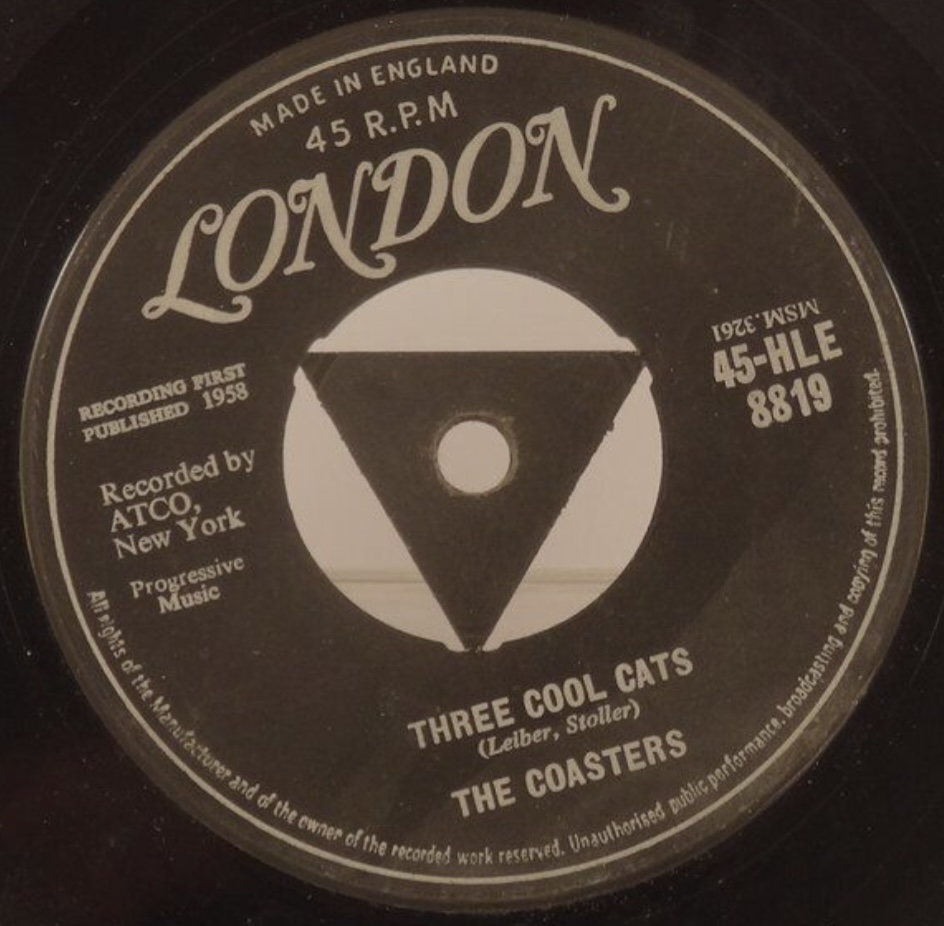 MADE IN ENGLAND
45 R.P.M
LONDON
RECORDING FIRST
PUBLISHED 1958
Recorded by
ATCO,
New York
Progressive
Music
MSM.3261
45-HLE
8819
THREE COOL CATS
(Leiber, Stoller)
THE COASTERS
All rights of the Manufacturer and of the owner of the recorded work reserved. Unauthorised public performance, broadcasting and copying of this record prohibited.